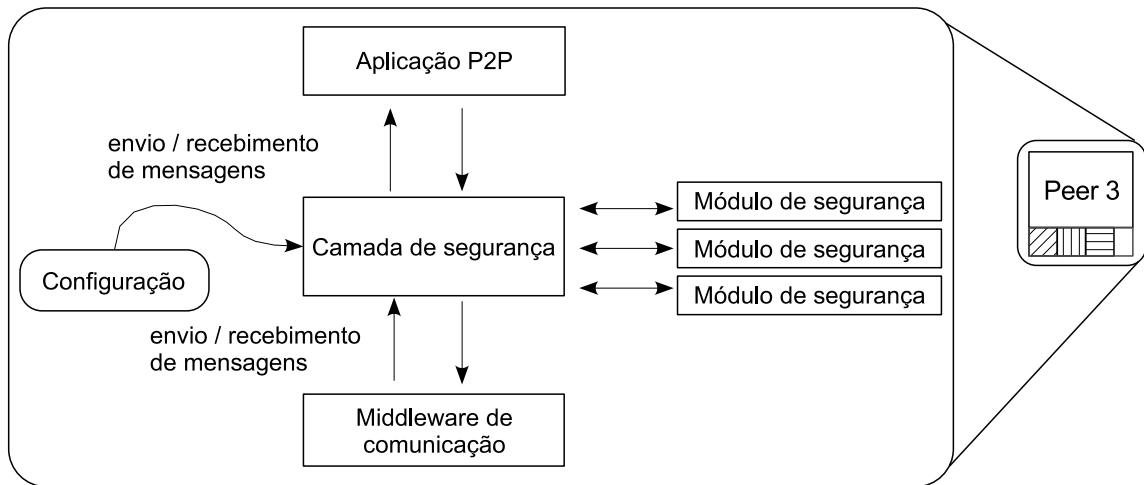 Aplicação P2P
envio / recebimento
de mensagens
Camada de segurança
Configuração
Módulo de segurança
Módulo de segurança
Módulo de segurança
envio / recebimento
de mensagens
Middleware de
comunicação
Peer 3